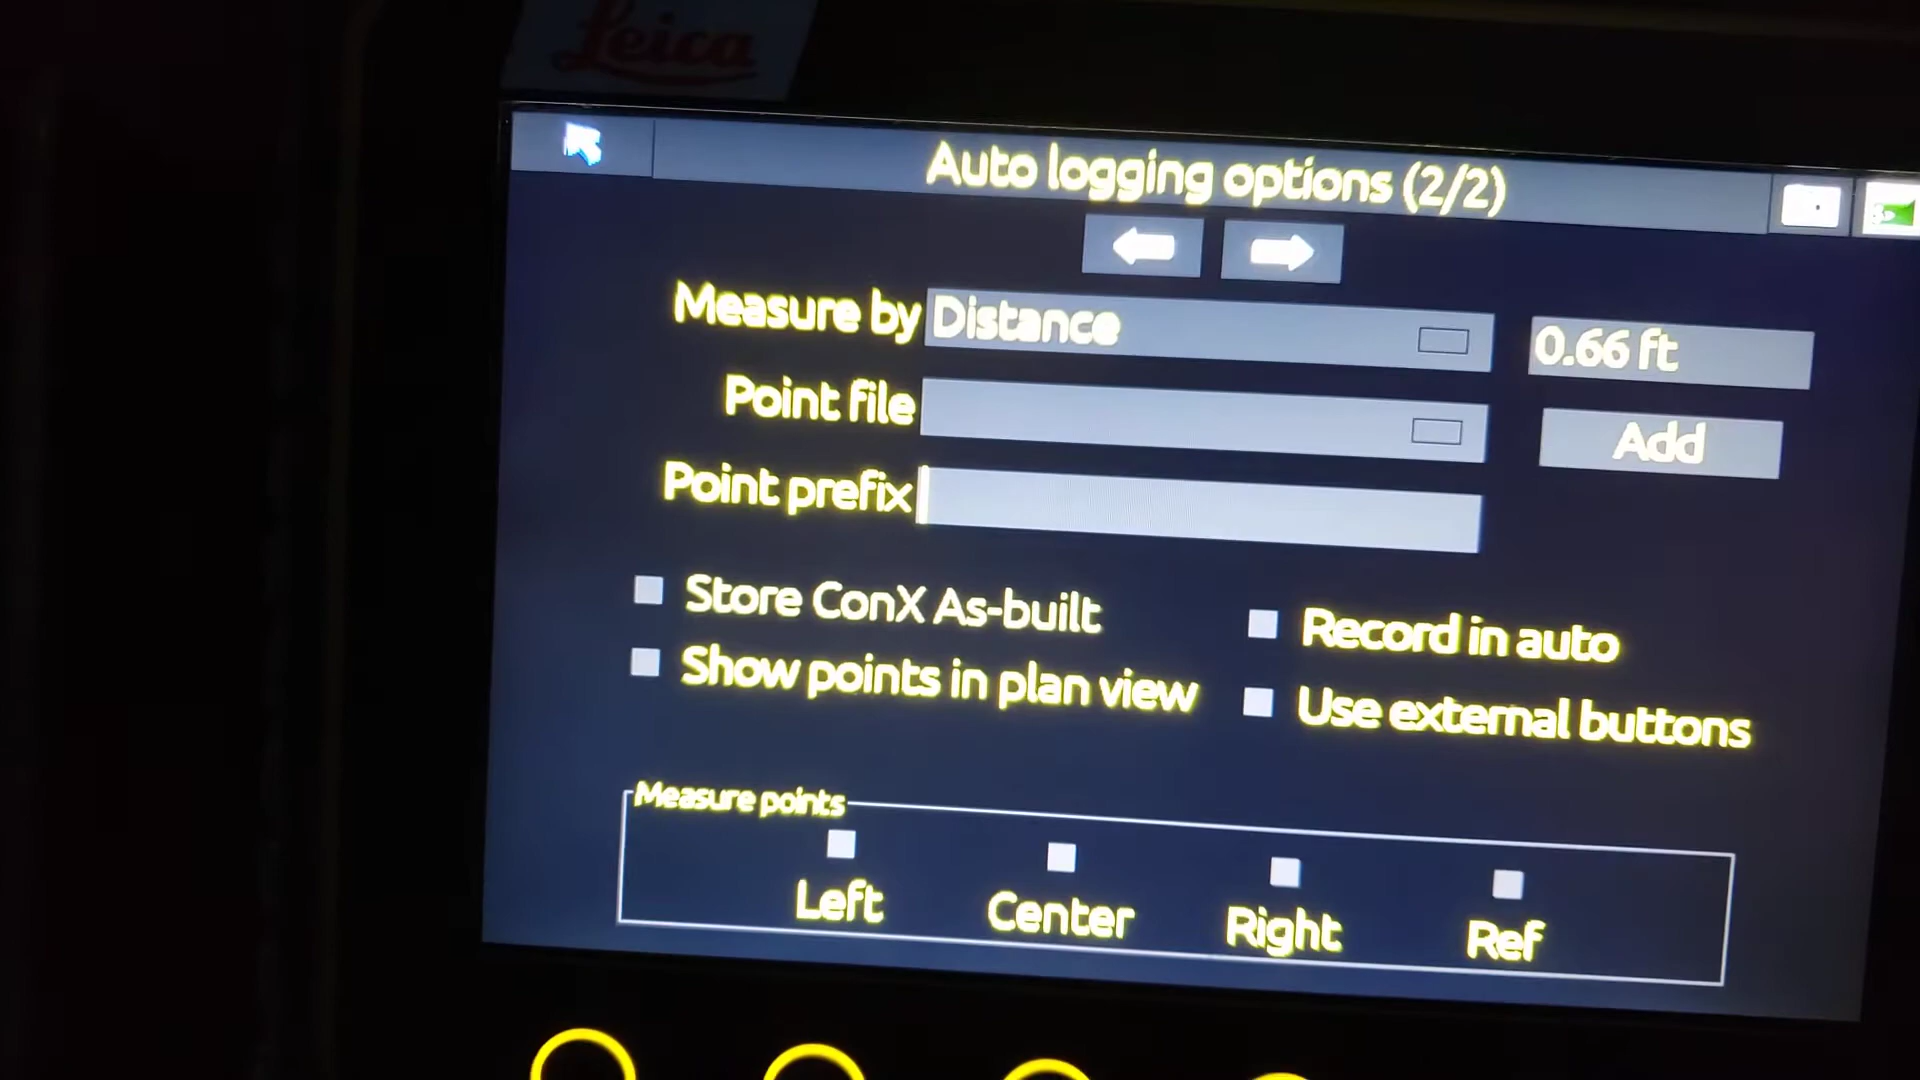 Leica
Auto logging options (2/2)
Measure by Distance 0.66 ft
Point file Add
Point prefix
Store ConX As-built Record in auto
Show points in plan view Use external buttons
Measure points
Left Center Right Ref